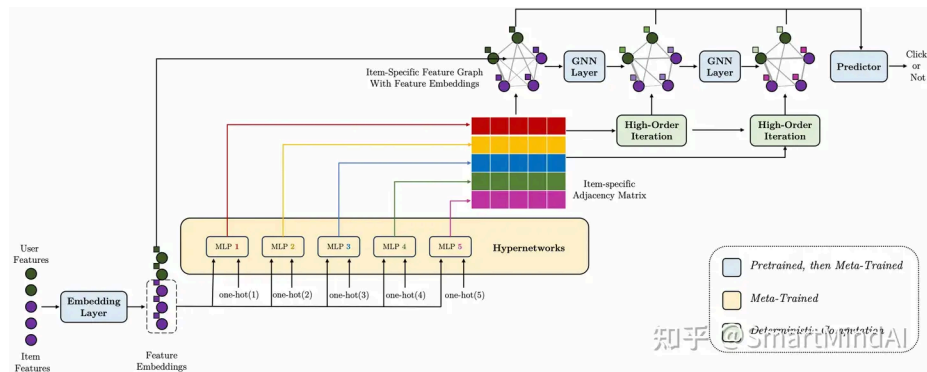 Click
or
Not
GNN
Layer
GNN
Layer
Predictor
Item-Specific Feature Graph
With Feature Embeddings
High-Order
Iteration
High-Order
Iteration
Item-specific
Adjacency Matrix
MLP 1
MLP 2
MLP 3
MLP 4
MLP 5
Hypernetworks
one-hot(1)
one-hot(2)
one-hot(3)
one-hot(4)
one-hot(5)
User
Features
Embedding
Layer
Item
Features
Feature
Embeddings
Pretrained, then Meta-Trained
Meta-Trained
Deterministic Computation
知乎 @SmartMindAI